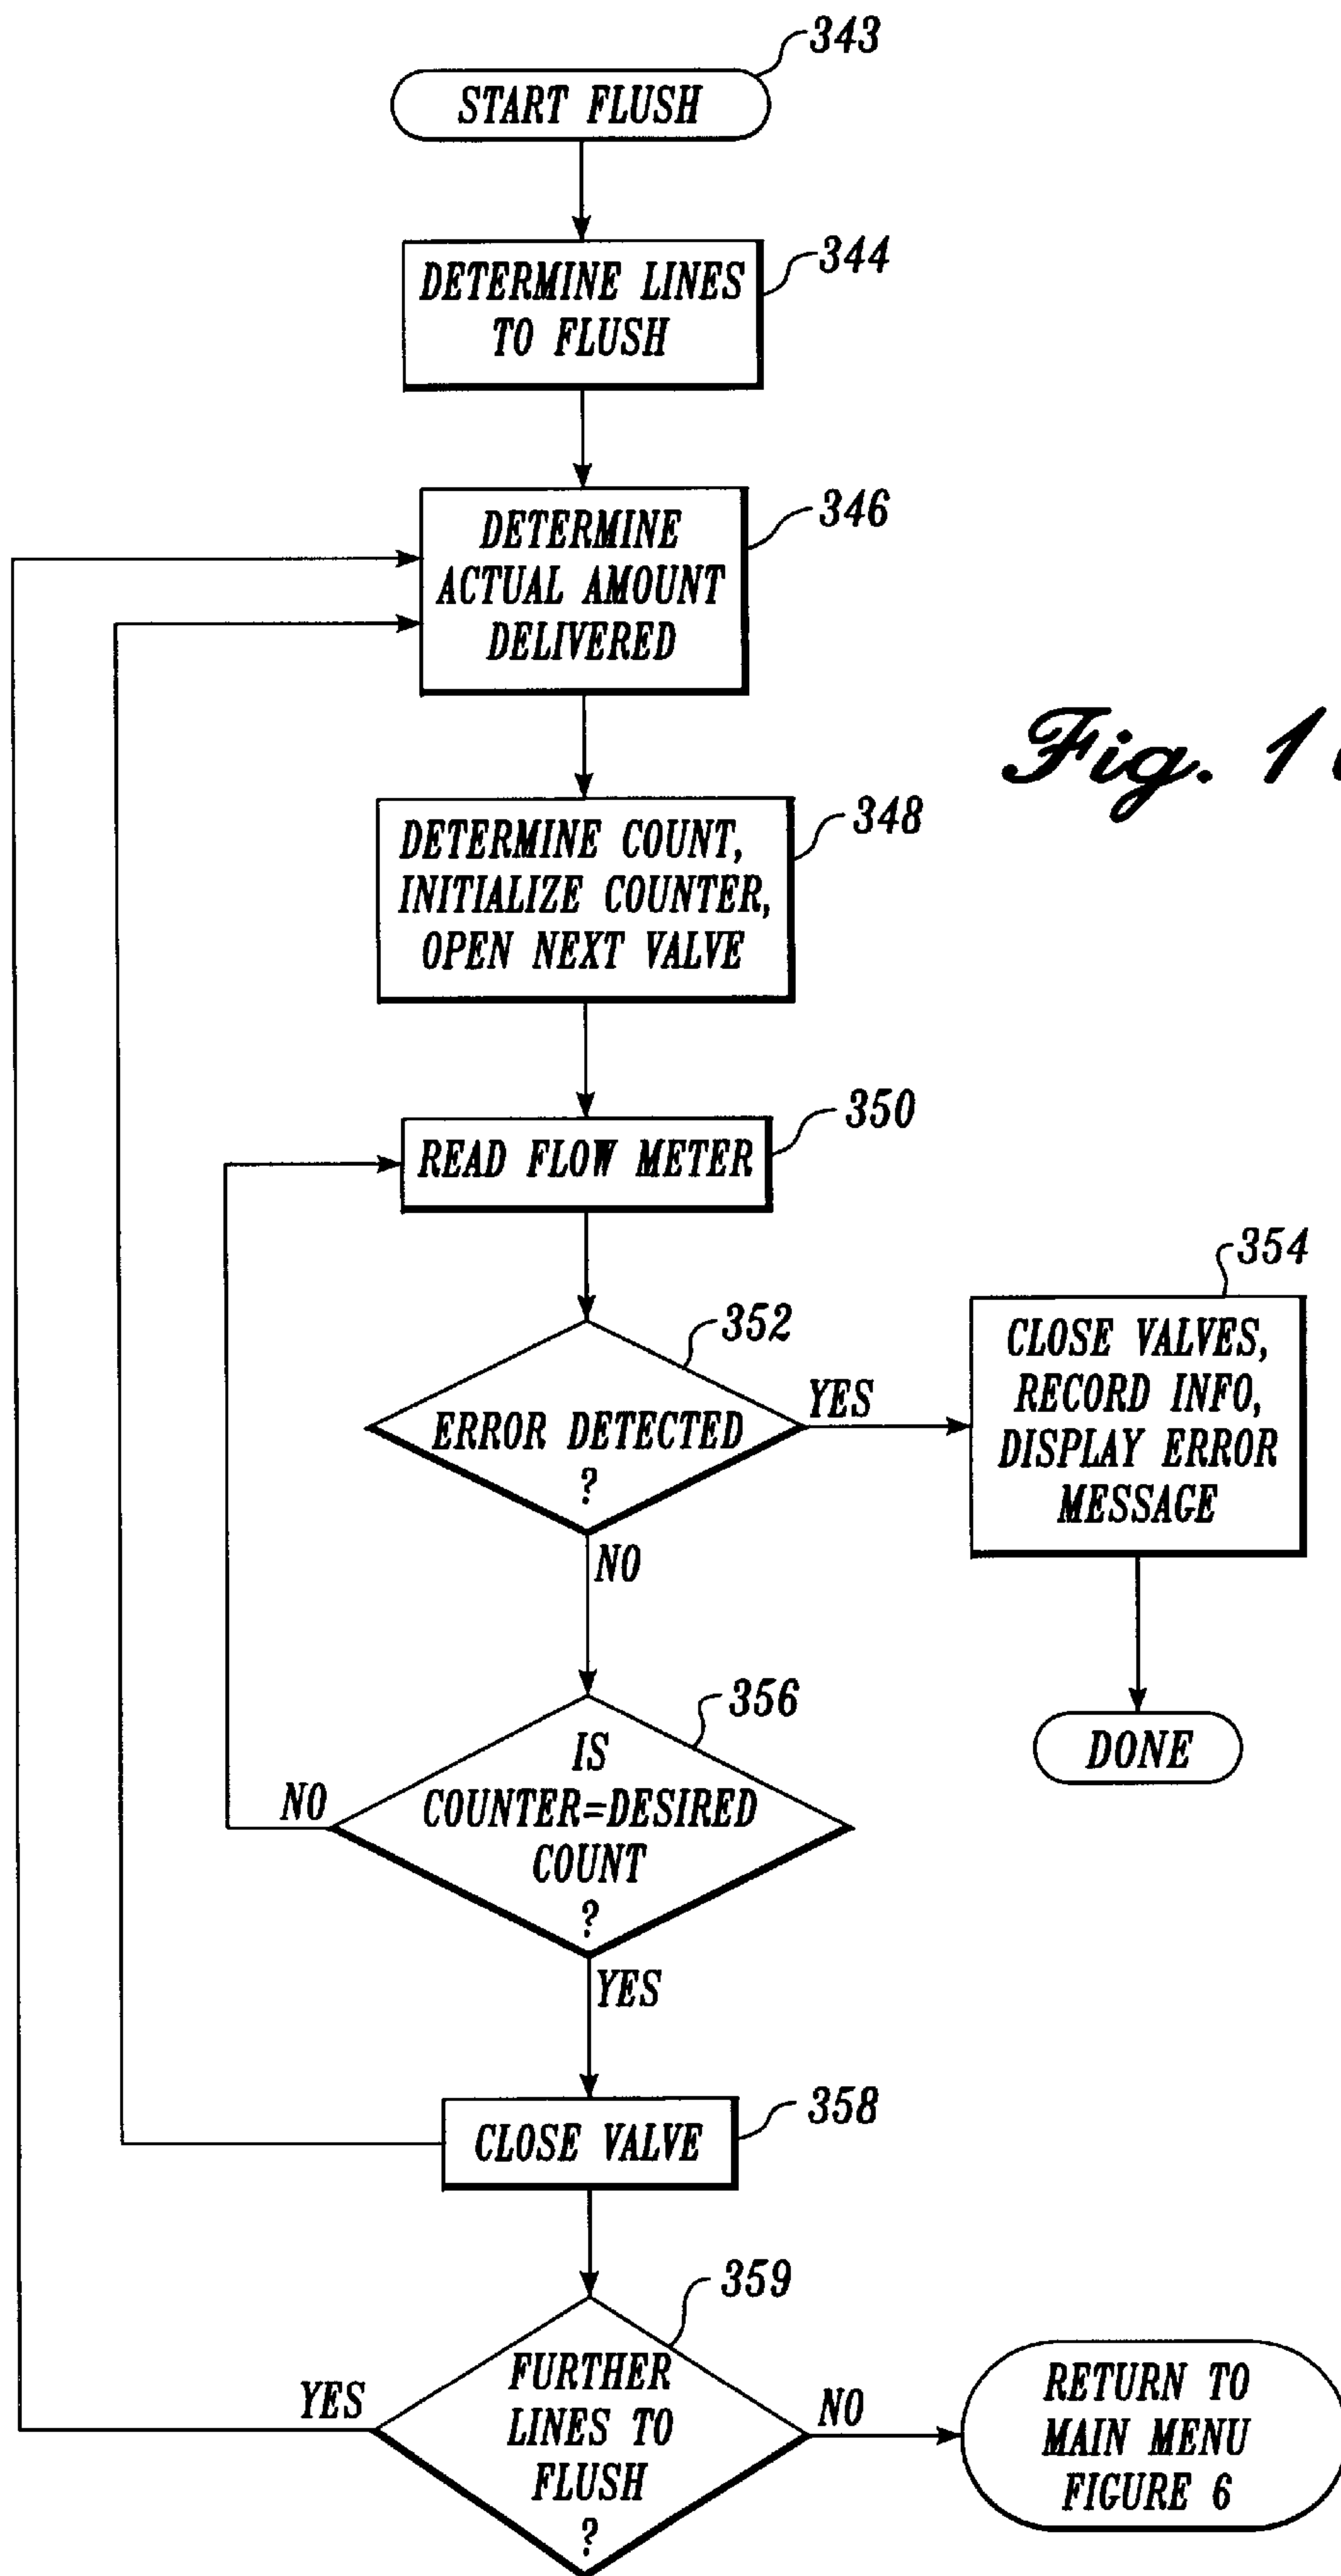 343
START FLUSH
344
DETERMINE LINES
TO FLUSH
346
DETERMINE
ACTUAL AMOUNT
DELIVERED
Fig. 1
348
DETERMINE COUNT,
INITIALIZE COUNTER,
OPEN NEXT VALVE
350
READ FLOW METER
354
352
CLOSE VALVES,
RECORD INFO,
DISPLAY ERROR
MESSAGE
YES
ERROR DETECTED
?
NO
356
DONE
IS
COUNTER=DESIRED
COUNT
?
NO
YES
358
CLOSE VALVE
359
FURTHER
LINES TO
FLUSH
?
YES
NO
RETURN TO
MAIN MENU
FIGURE 6